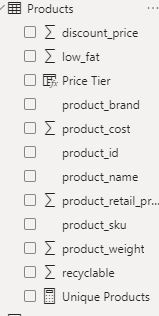 Products
discount_price
low_fat
Price Tier
product_brand
product_cost
product_id
product_name
product_retail_pr...
product_sku
product_weight
recyclable
Unique Products